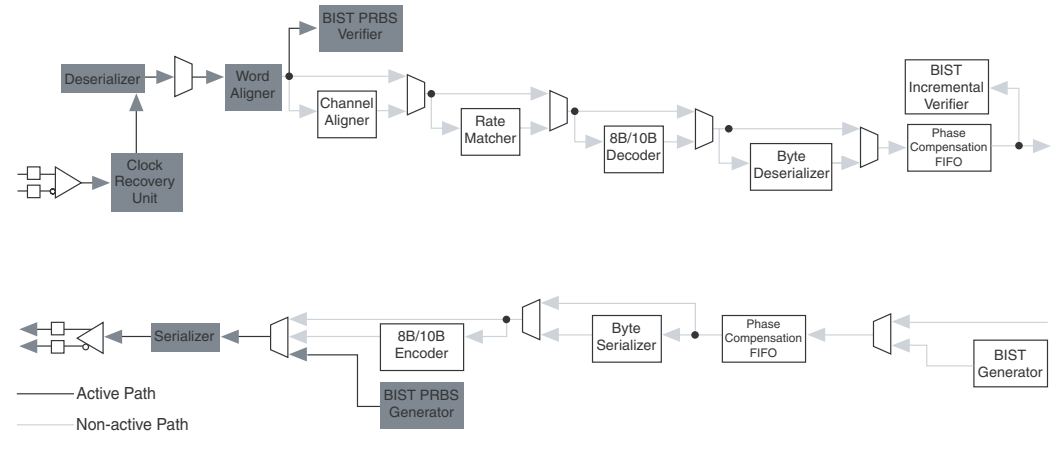 BIST PRBS
Verifier
Deserializer
Word
Aligner
Channel
Aligner
Rate
Matcher
8B/10B
Decoder
Byte
Deserializer
BIST
Incremental
Verifier
Phase
Compensation
FIFO
Clock
Recovery
Unit
Serializer
8B/10B
Encoder
BIST PRBS
Generator
Byte
Serializer
Phase
Compensation
FIFO
BIST
Generator
Active Path
Non-active Path